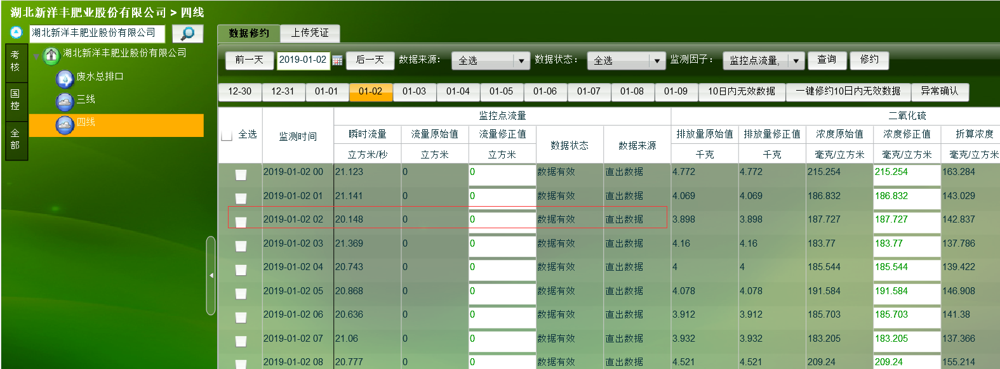 湖北新洋丰肥业股份有限公司 > 四线
湖北新洋丰肥业股份有限公司
考核
国控
全部
湖北新洋丰肥业股份有限公司
废水总排口
三线
四线
数据修约 上传凭证
前一天 2019-01-02 后一天 数据来源： 全选 数据状态： 全选 监测因子： 监控点流量, 查询 修约
12-30 12-31 01-01 01-02 01-03 01-04 01-05 01-06 01-07 01-08 01-09 10日内无效数据 一键修约10日内无效数据 异常确认
监控点流量 二氧化硫
全选 监测时间 瞬时流量 流量原始值 流量修正值 数据状态 数据来源 排放量原始值 排放量修正值 浓度原始值 浓度修正值 折算浓度
立方米/秒 立方米 立方米 千克 千克 毫克/立方米 毫克/立方米 毫克/立方米
2019-01-02 00 21.123 0 0 数据有效 直出数据 4.772 4.772 215.254 215.254 163.284
2019-01-02 01 21.141 0 0 数据有效 直出数据 4.069 4.069 186.832 186.832 143.029
2019-01-02 02 20.148 0 0 数据有效 直出数据 3.898 3.898 187.727 187.727 142.837
2019-01-02 03 21.369 0 0 数据有效 直出数据 4.16 4.16 183.77 183.77 137.786
2019-01-02 04 20.743 0 0 数据有效 直出数据 4 4 185.544 185.544 139.422
2019-01-02 05 20.868 0 0 数据有效 直出数据 4.078 4.078 191.584 191.584 146.908
2019-01-02 06 20.636 0 0 数据有效 直出数据 3.912 3.912 185.703 185.703 141.38
2019-01-02 07 21.06 0 0 数据有效 直出数据 3.932 3.932 183.205 183.205 137.366
2019-01-02 08 20.777 0 0 数据有效 直出数据 4.521 4.521 209.24 209.24 155.214